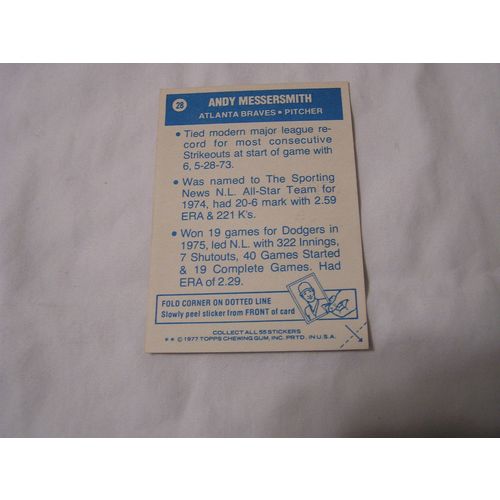 28
ANDY MESSERSMITH
ATLANTA BRAVES • PITCHER
• Tied modern major league re-
cord for most consecutive
Strikeouts at start of game with
6, 5-28-73.
• Was named to The Sporting
News N.L. All-Star Team for
1974, had 20-6 mark with 2.59
ERA & 221 K's.
• Won 19 games for Dodgers in
1975, led N.L. with 322 Innings,
7 Shutouts, 40 Games Started
& 19 Complete Games. Had
ERA of 2.29.
FOLD CORNER ON DOTTED LINE
Slowly peel sticker from FRONT of card
COLLECT ALL 55 STICKERS
** © 1977 TOPPS CHEWING GUM, INC. PRTD. IN U.S.A.